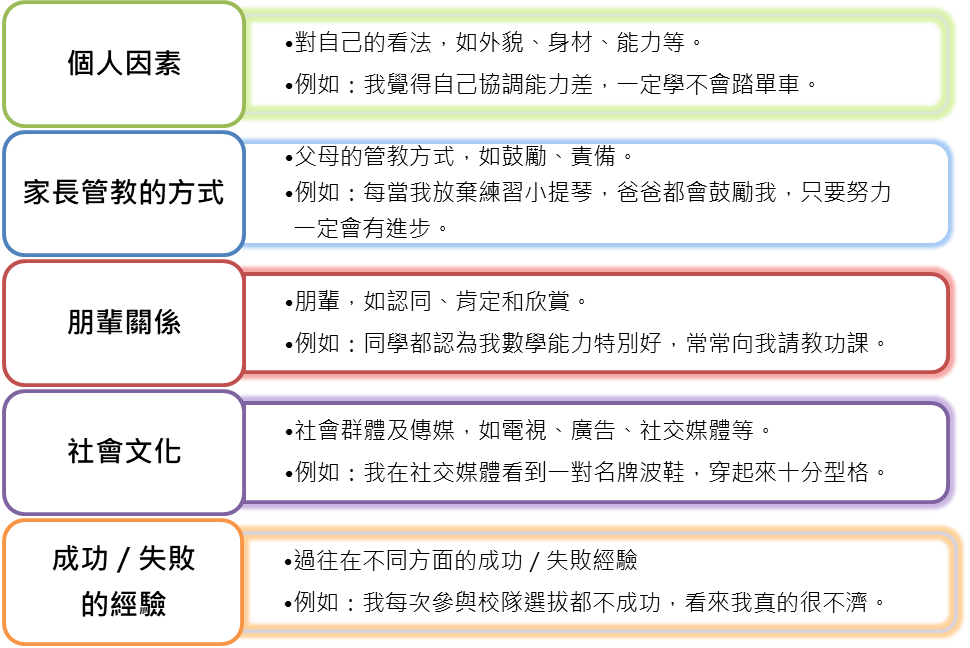 個人因素
•對自己的看法，如外貌、身材、能力等。
•例如：我覺得自己協調能力差，一定學不會踏單車。
家長管教的方式
•父母的管教方式，如鼓勵、責備。
•例如：每當我放棄練習小提琴，爸爸都會鼓勵我，只要努力
一定會有進步。
朋輩關係
•朋輩，如認同、肯定和欣賞。
•例如：同學都認為我數學能力特別好，常常向我請教功課。
社會文化
•社會群體及傳媒，如電視、廣告、社交媒體等。
•例如：我在社交媒體看到一對名牌波鞋，穿起來十分型格。
成功 / 失敗
的經驗
•過往在不同方面的成功 / 失敗經驗
•例如：我每次參與校隊選拔都不成功，看來我真的很不濟。